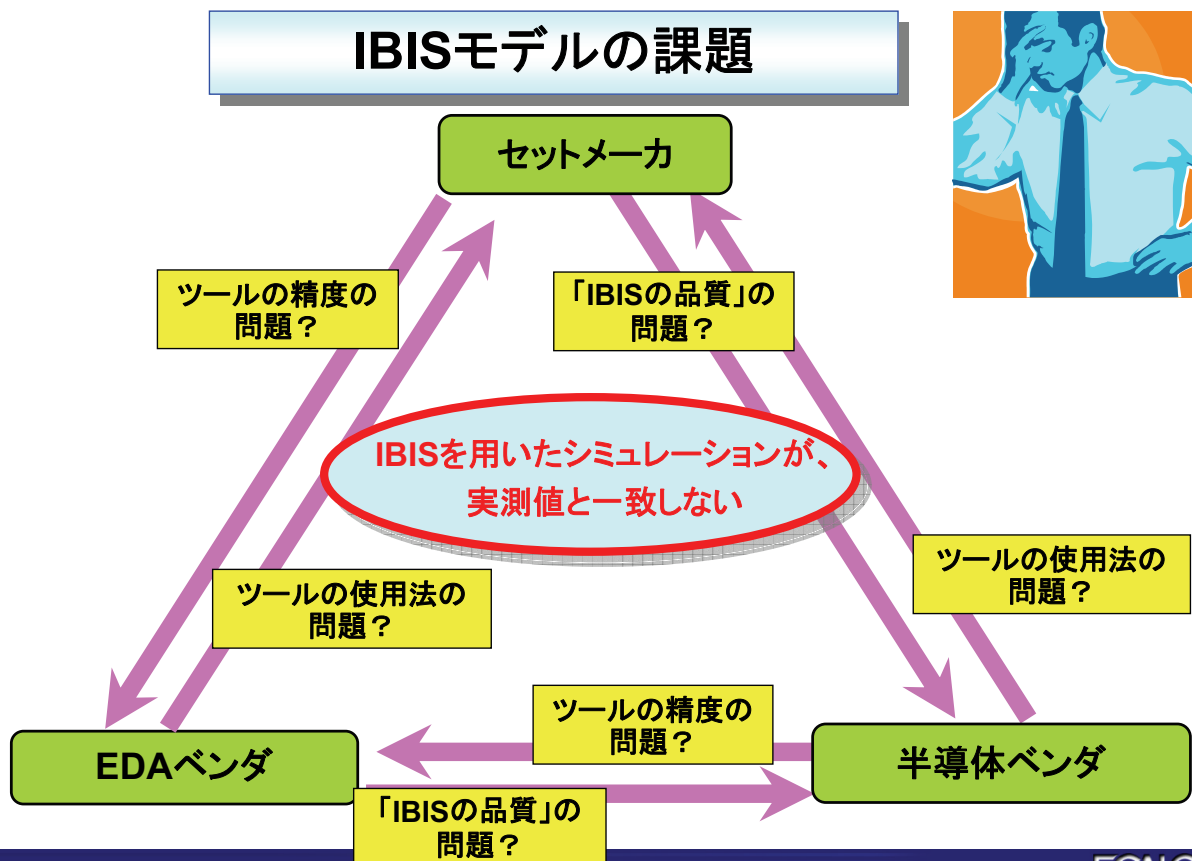 IBISモデルの課題
セットメーカ
ツールの精度の
問題？
「IBISの品質」の
問題？
IBISを用いたシミュレーションが、
実測値と一致しない
ツールの使用法の
問題？
ツールの使用法の
問題？
ツールの精度の
問題？
EDAベンダ
半導体ベンダ
「IBISの品質」の
問題？